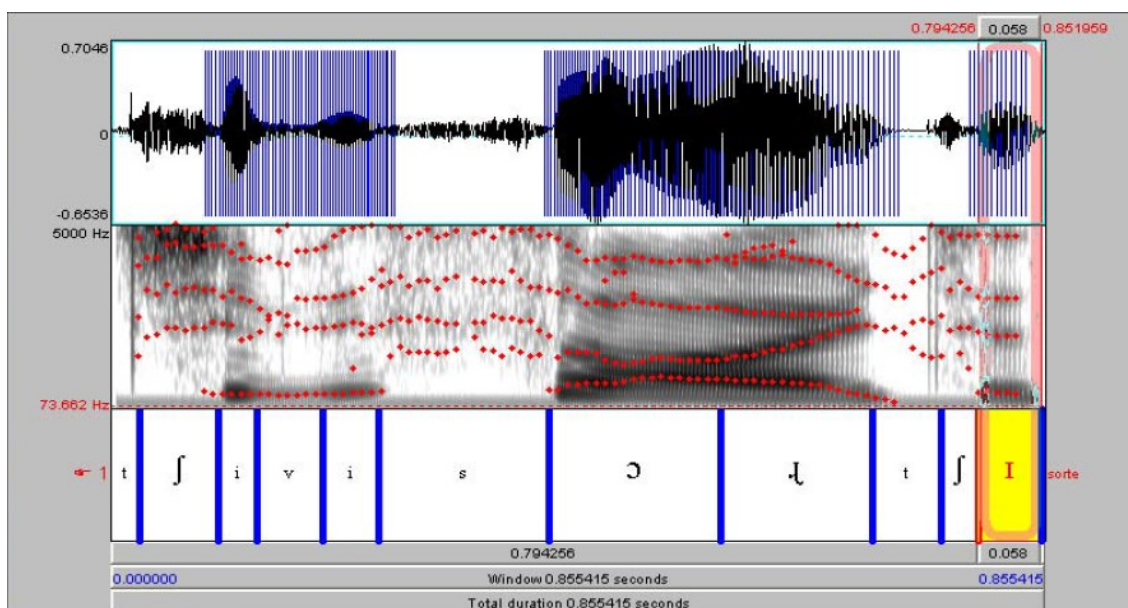 0.794256 0.058 0.851959
0.7046
0
-0.6536
5000 Hz
73.662 Hz
☛ 1 t ʃ i v i s ɔ ɻ t ʃ ɪ sorte
0.794256 0.058
0.000000 Window 0.855415 seconds 0.855415
Total duration 0.855415 seconds